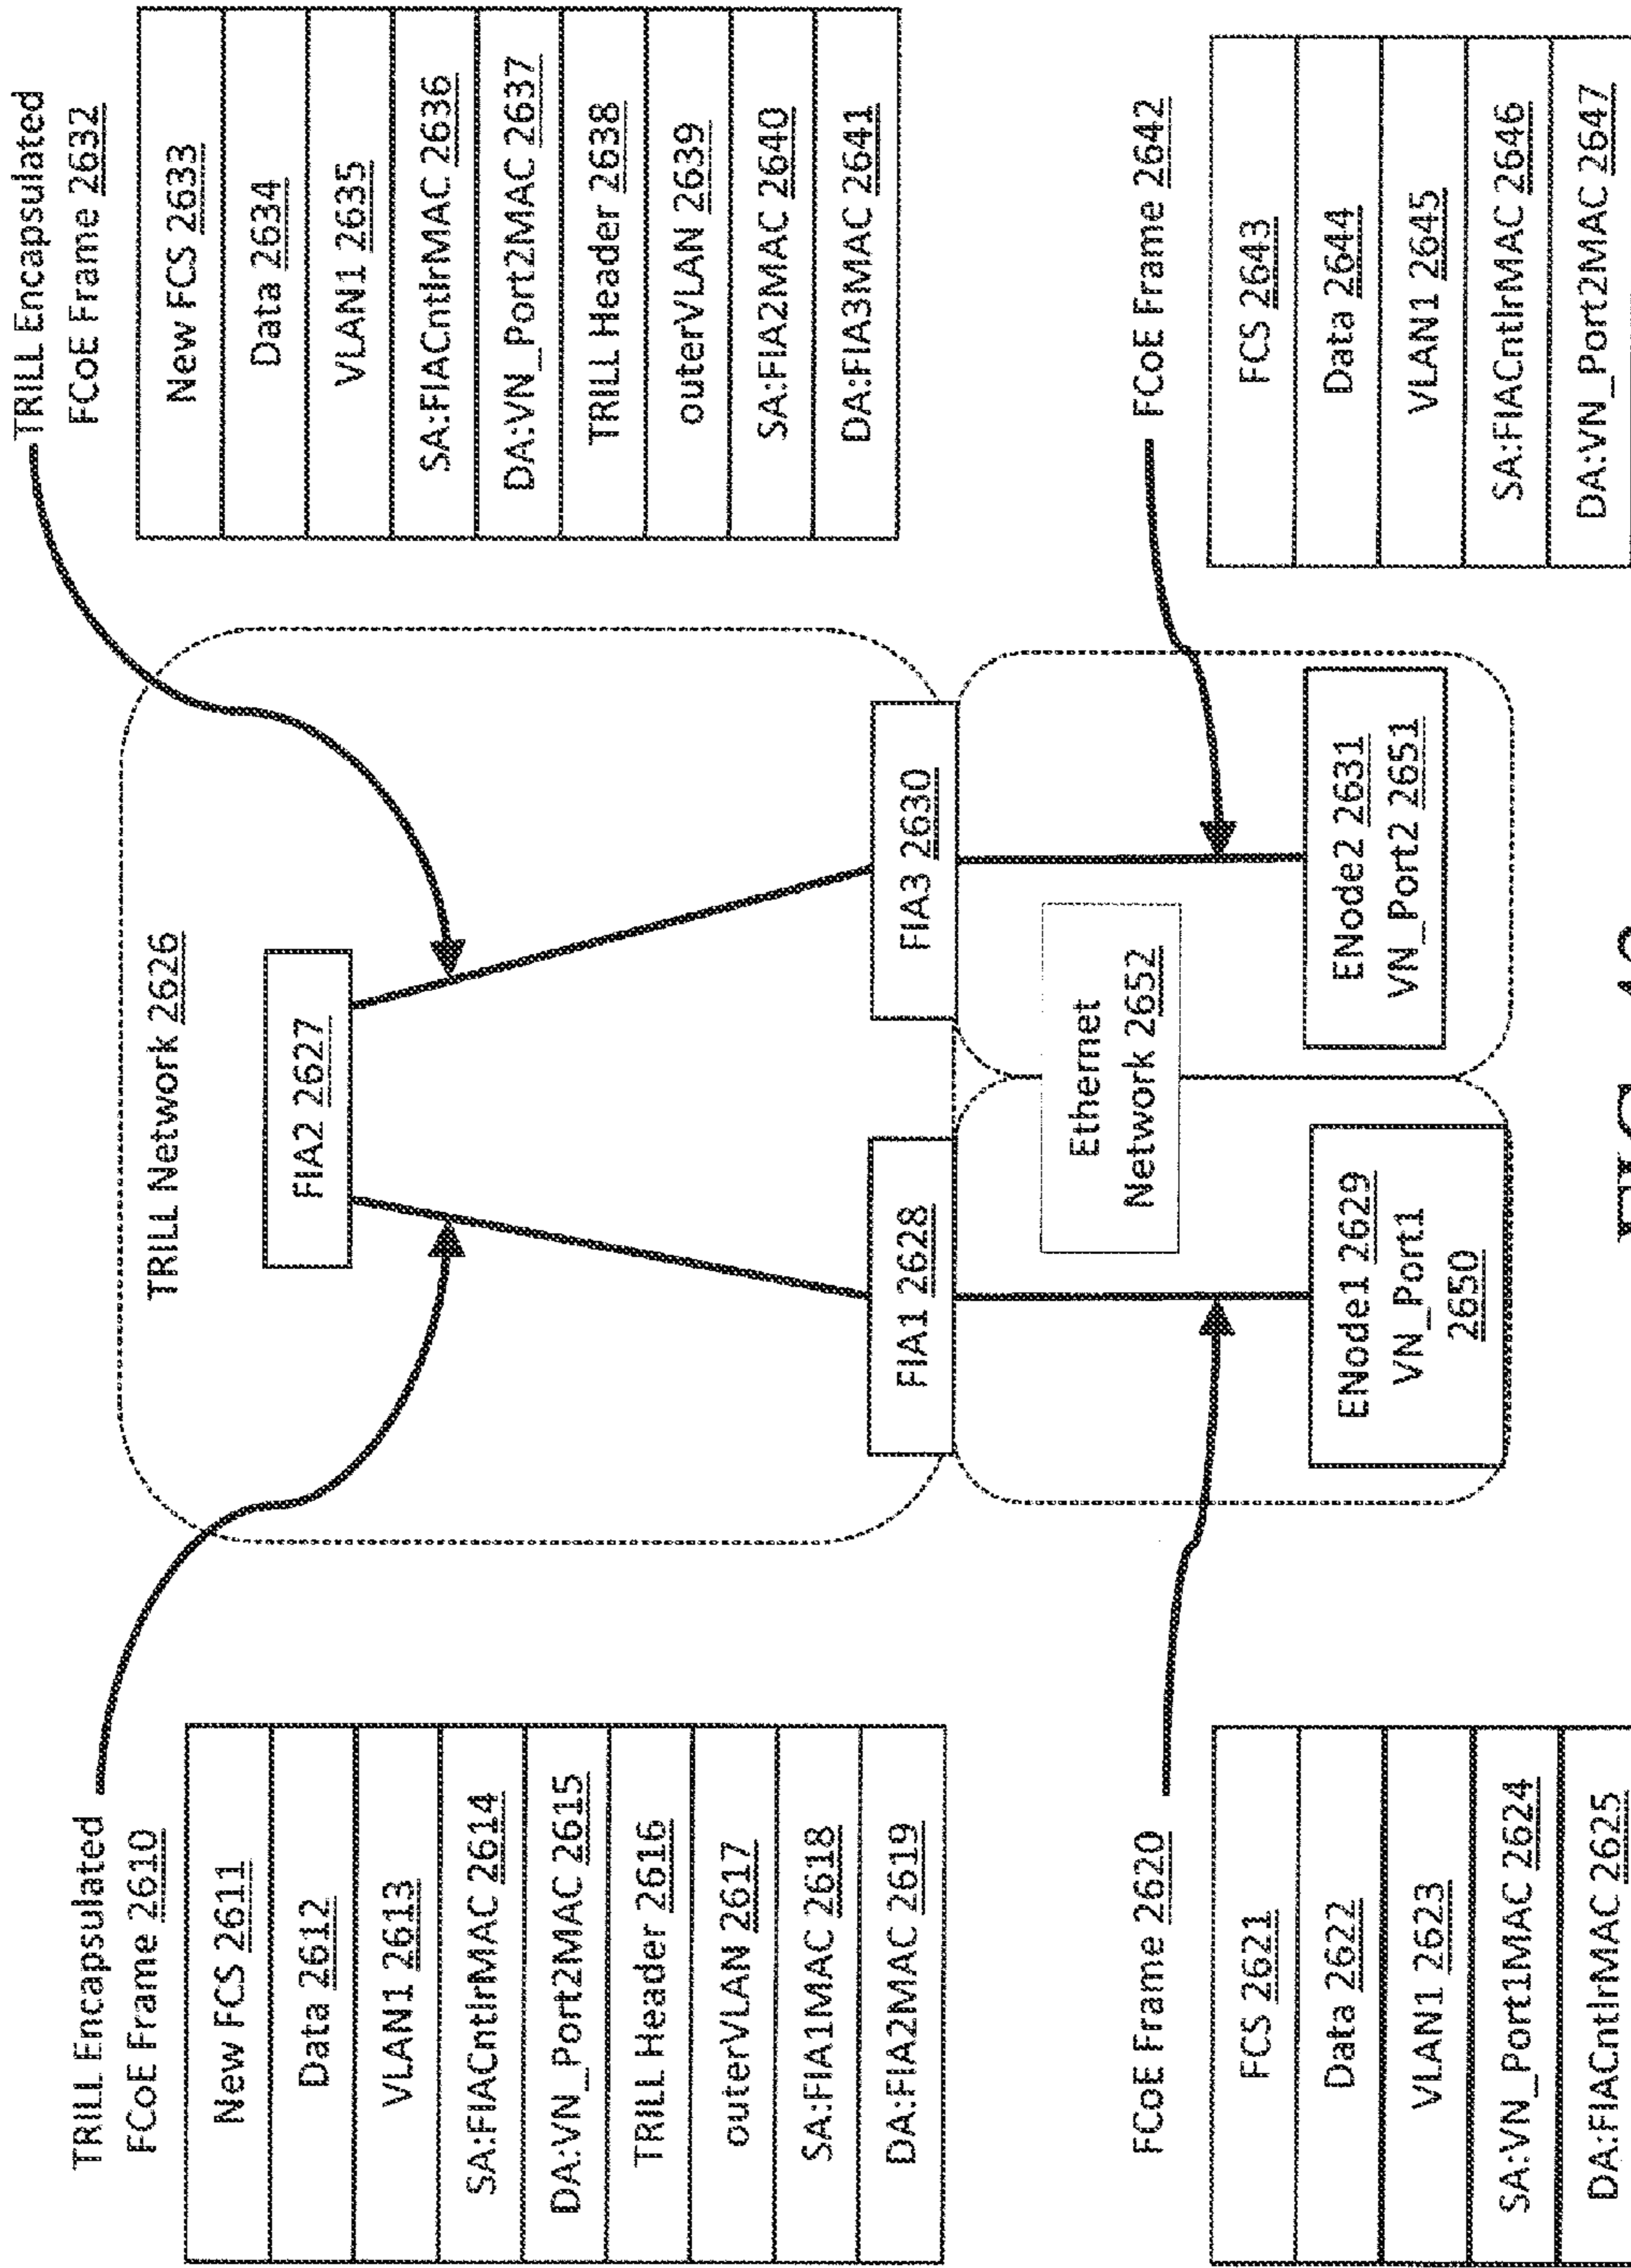 TRILL Encapsulated
FCoE Frame 2610
New FCS 2611
Data 2612
VLAN1 2613
SA:FIACntlrMAC 2614
DA:VN_Port2MAC 2615
TRILL Header 2616
outerVLAN 2617
SA:FIA1MAC 2618
DA:FIA2MAC 2619
TRILL Network 2626
FIA2 2627
FIA1 2628
FIA3 2630
TRILL Encapsulated
FCoE Frame 2632
New FCS 2633
Data 2634
VLAN1 2635
SA:FIACntlrMAC 2636
DA:VN_Port2MAC 2637
TRILL Header 2638
outerVLAN 2639
SA:FIA2MAC 2640
DA:FIA3MAC 2641
FCoE Frame 2620
FCS 2621
Data 2622
VLAN1 2623
SA:VN_Port1MAC 2624
DA:FIACntlrMAC 2625
Ethernet
Network 2652
ENode1 2629
VN_Port1
2650
ENode2 2631
VN_Port2 2651
FCoE Frame 2642
FCS 2643
Data 2644
VLAN1 2645
SA:FIACntlrMAC 2646
DA:VN_Port2MAC 2647